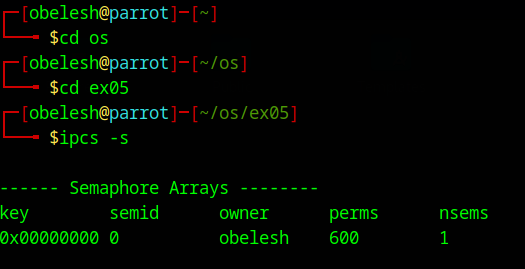 [obelesh@parrot]─[~]
$cd os
[obelesh@parrot]─[~/os]
$cd ex05
[obelesh@parrot]─[~/os/ex05]
$ipcs -s
------ Semaphore Arrays --------
key        semid      owner      perms      nsems
0x00000000 0          obelesh    600        1